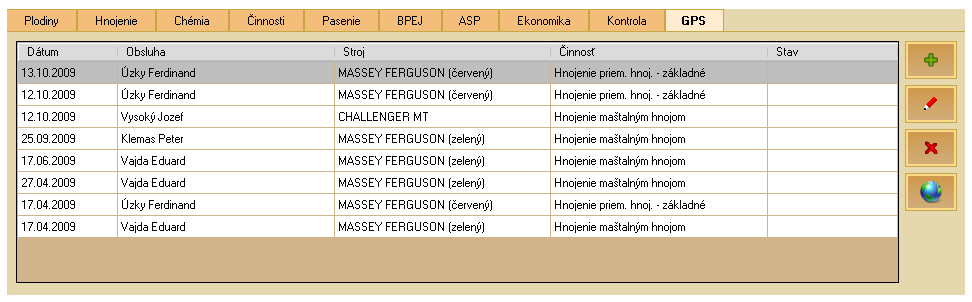 Plodiny Hnojenie Chémia Činnosti Pasenie BPEJ ASP Ekonomika Kontrola GPS
Dátum Obsluha Stroj Činnosť Stav
13.10.2009 Úzky Ferdinand MASSEY FERGUSON (červený) Hnojenie priem. hnoj. - základné
12.10.2009 Úzky Ferdinand MASSEY FERGUSON (červený) Hnojenie priem. hnoj. - základné
12.10.2009 Vysoký Jozef CHALLENGER MT Hnojenie maštalným hnojom
25.09.2009 Klemas Peter MASSEY FERGUSON (zelený) Hnojenie maštalným hnojom
17.06.2009 Vajda Eduard MASSEY FERGUSON (zelený) Hnojenie maštalným hnojom
27.04.2009 Vajda Eduard MASSEY FERGUSON (zelený) Hnojenie maštalným hnojom
17.04.2009 Úzky Ferdinand MASSEY FERGUSON (červený) Hnojenie priem. hnoj. - základné
17.04.2009 Vajda Eduard MASSEY FERGUSON (zelený) Hnojenie maštalným hnojom